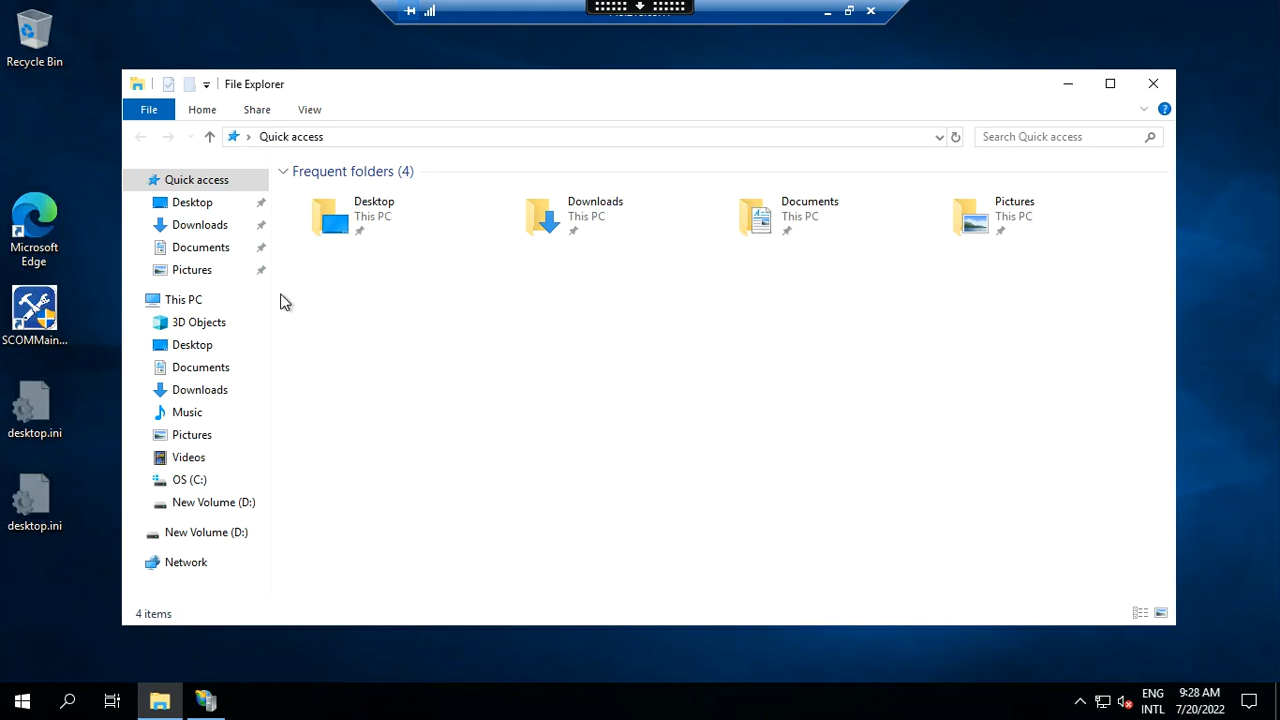 Recycle Bin
Microsoft
Edge
SCOMMain...
desktop.ini
desktop.ini
File Explorer
File
Home
Share
View
Quick access
Search Quick access
Quick access
Desktop
Downloads
Documents
Pictures
This PC
3D Objects
Desktop
Documents
Downloads
Music
Pictures
Videos
OS (C:)
New Volume (D:)
New Volume (D:)
Network
Frequent folders (4)
Desktop
This PC
Downloads
This PC
Documents
This PC
Pictures
This PC
4 items
ENG
INTL
9:28 AM
7/20/2022